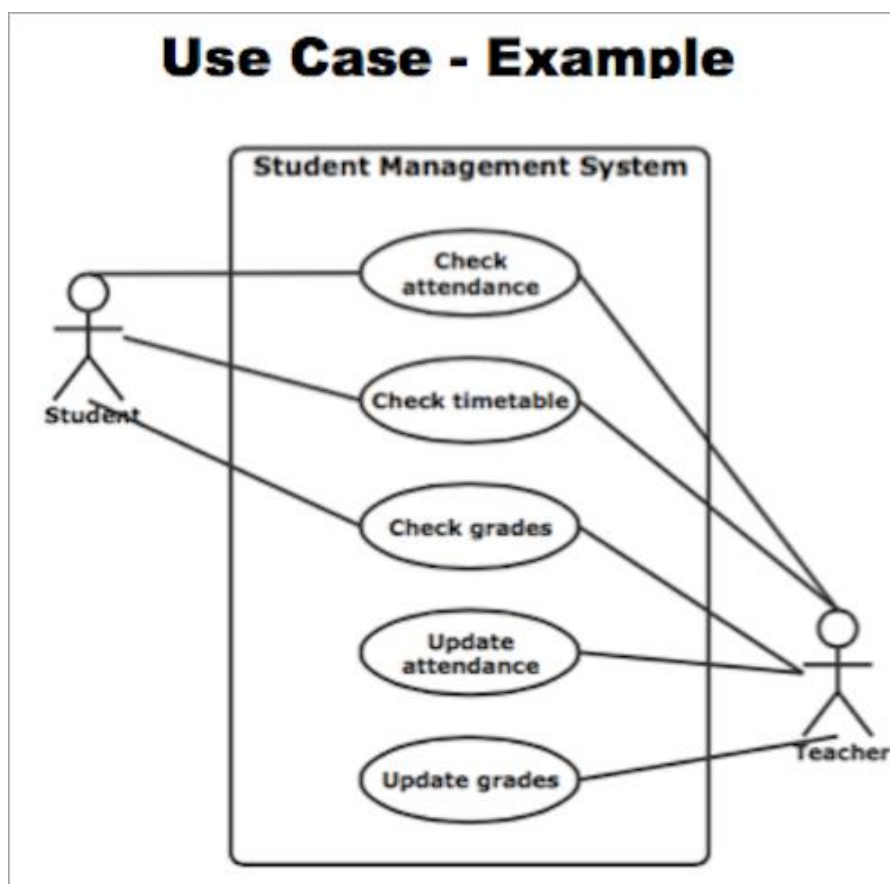 Use Case - Example
Student Management System
Check
attendance
Check timetable
Student
Check grades
Update
attendance
Teacher
Update grades